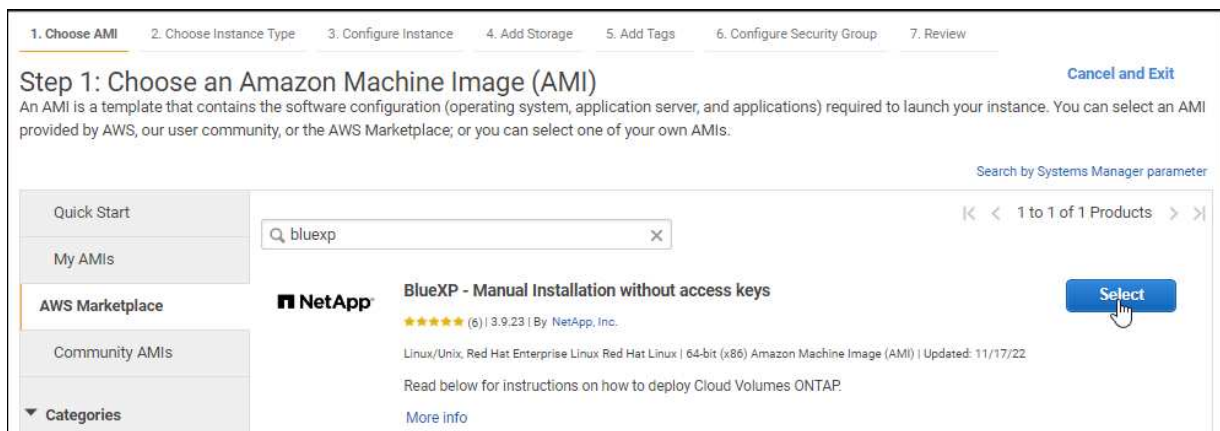 1. Choose AMI 2. Choose Instance Type 3. Configure Instance 4. Add Storage 5. Add Tags 6. Configure Security Group 7. Review
Step 1: Choose an Amazon Machine Image (AMI)
Cancel and Exit
An AMI is a template that contains the software configuration (operating system, application server, and applications) required to launch your instance. You can select an AMI
provided by AWS, our user community, or the AWS Marketplace; or you can select one of your own AMIs.
Search by Systems Manager parameter
Quick Start
My AMIs
AWS Marketplace
Community AMIs
Categories
bluexp
1 to 1 of 1 Products
NetApp
BlueXP - Manual Installation without access keys
Select
(6) | 3.9.23 | By NetApp, Inc.
Linux/Unix, Red Hat Enterprise Linux Red Hat Linux | 64-bit (x86) Amazon Machine Image (AMI) | Updated: 11/17/22
Read below for instructions on how to deploy Cloud Volumes ONTAP.
More info